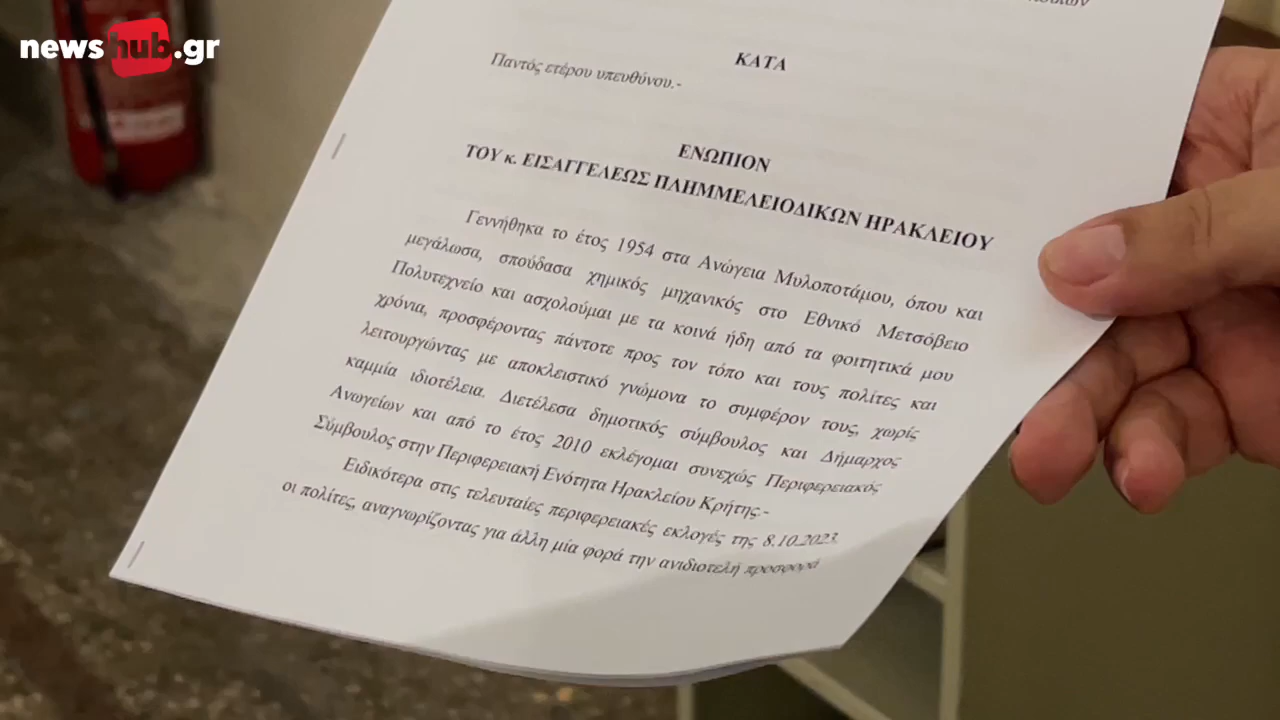 newshub.gr
ΚΑΤΑ
Παντός ετέρου υπευθύνου.-
ΕΝΩΠΙΟΝ
ΤΟΥ κ. ΕΙΣΑΓΓΕΛΕΩΣ ΠΛΗΜΜΕΛΕΙΟΔΙΚΩΝ ΗΡΑΚΛΕΙΟΥ
Γεννήθηκα το έτος 1954 στα Ανώγεια Μυλοποτάμου, όπου και
μεγάλωσα, σπούδασα χημικός μηχανικός στο Εθνικό Μετσόβειο
Πολυτεχνείο και ασχολούμαι με τα κοινά ήδη από τα φοιτητικά μου
χρόνια, προσφέροντας πάντοτε προς τον τόπο και τους πολίτες και
λειτουργώντας με αποκλειστικό γνώμονα το συμφέρον τους, χωρίς
καμμία ιδιοτέλεια. Διετέλεσα δημοτικός σύμβουλος και Δήμαρχος
Ανωγείων και από το έτος 2010 εκλέγομαι συνεχώς Περιφερειακός
Σύμβουλος στην Περιφερειακή Ενότητα Ηρακλείου Κρήτης.-
Ειδικότερα στις τελευταίες περιφερειακές εκλογές της 8.10.2023
οι πολίτες, αναγνωρίζοντας για άλλη μία φορά την ανιδιοτελή προσφορά